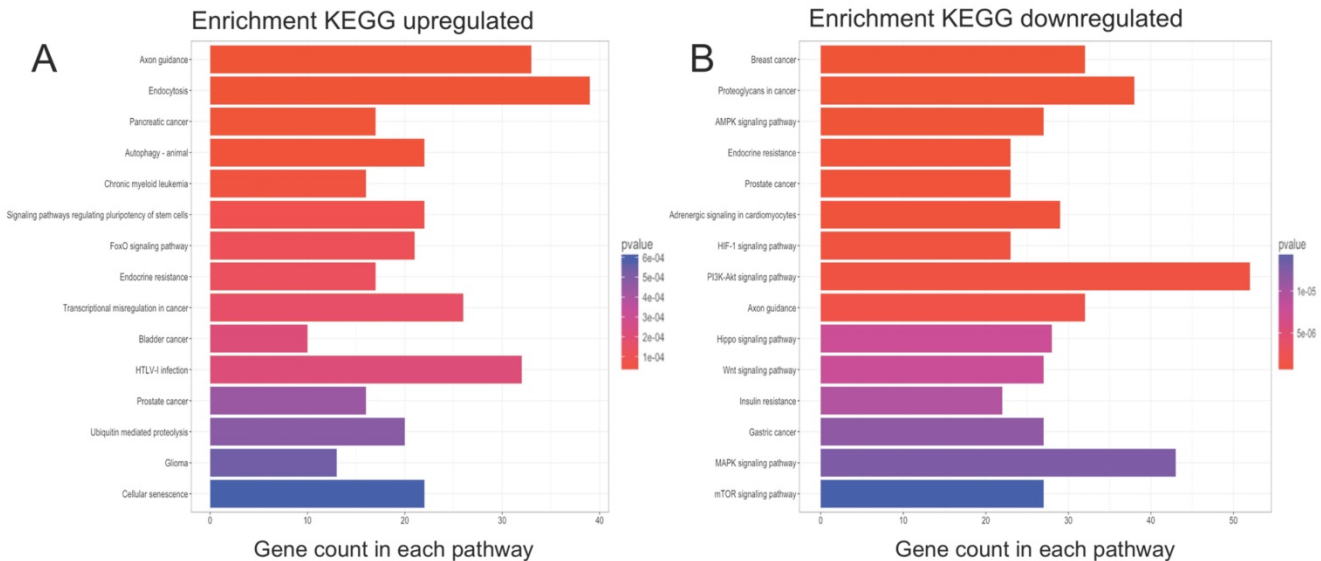 Enrichment KEGG upregulated
A
Axon guidance
Endocytosis
Pancreatic cancer
Autophagy - animal
Chronic myeloid leukemia
Signaling pathways regulating pluripotency of stem cells
FoxO signaling pathway
Endocrine resistance
Transcriptional misregulation in cancer
Bladder cancer
HTLV-I infection
Prostate cancer
Ubiquitin mediated proteolysis
Glioma
Cellular senescence
0 10 20 30 40
Gene count in each pathway
pvalue
6e-04
5e-04
4e-04
3e-04
2e-04
1e-04
Enrichment KEGG downregulated
B
Breast cancer
Proteoglycans in cancer
AMPK signaling pathway
Endocrine resistance
Prostate cancer
Adrenergic signaling in cardiomyocytes
HIF-1 signaling pathway
PI3K-Akt signaling pathway
Axon guidance
Hippo signaling pathway
Wnt signaling pathway
Insulin resistance
Gastric cancer
MAPK signaling pathway
mTOR signaling pathway
0 10 20 30 40 50
Gene count in each pathway
pvalue
1e-05
5e-06